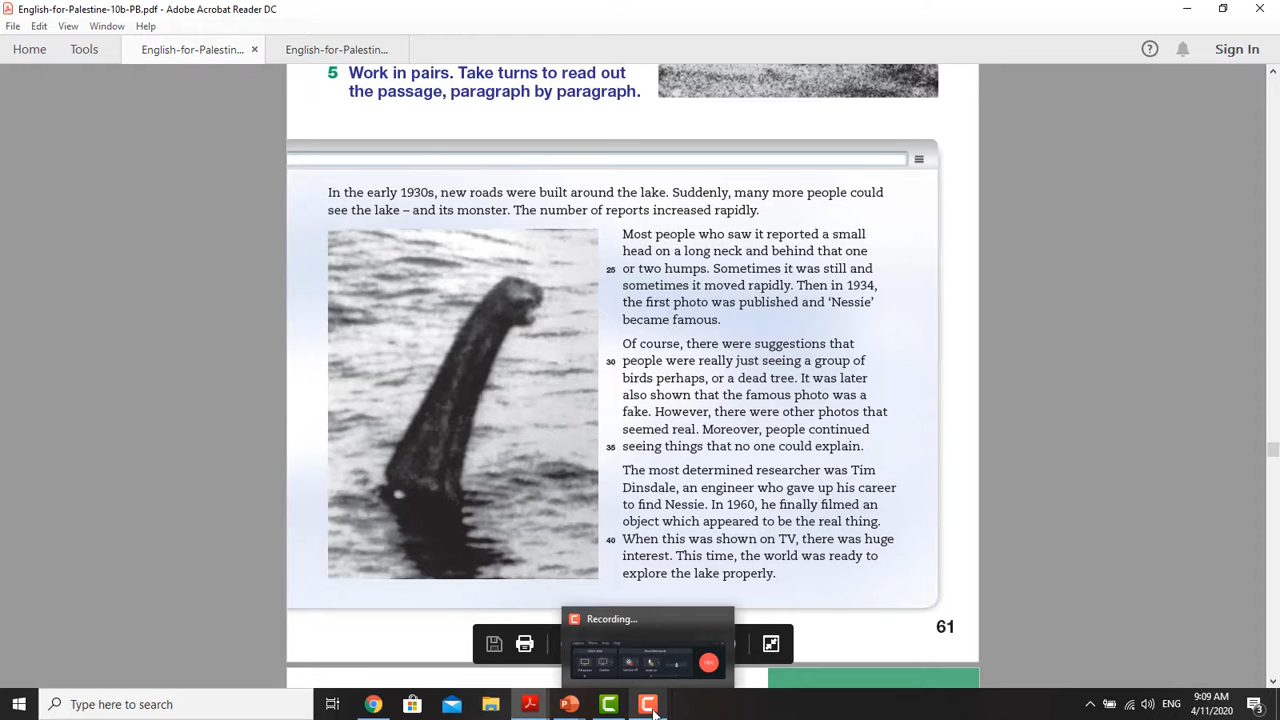 English-for-Palestine-10b-PB.pdf - Adobe Acrobat Reader DC
File Edit View Window Help
Home Tools English-for-Palestin... × English-for-Palestin... Sign In
5 Work in pairs. Take turns to read out
the passage, paragraph by paragraph.
In the early 1930s, new roads were built around the lake. Suddenly, many more people could
see the lake – and its monster. The number of reports increased rapidly.
Most people who saw it reported a small
head on a long neck and behind that one
25 or two humps. Sometimes it was still and
sometimes it moved rapidly. Then in 1934,
the first photo was published and ‘Nessie’
became famous.
Of course, there were suggestions that
30 people were really just seeing a group of
birds perhaps, or a dead tree. It was later
also shown that the famous photo was a
fake. However, there were other photos that
seemed real. Moreover, people continued
35 seeing things that no one could explain.
The most determined researcher was Tim
Dinsdale, an engineer who gave up his career
to find Nessie. In 1960, he finally filmed an
object which appeared to be the real thing.
40 When this was shown on TV, there was huge
interest. This time, the world was ready to
explore the lake properly.
61
Recording...
rec
Type here to search
ENG
9:09 AM
4/11/2020
3